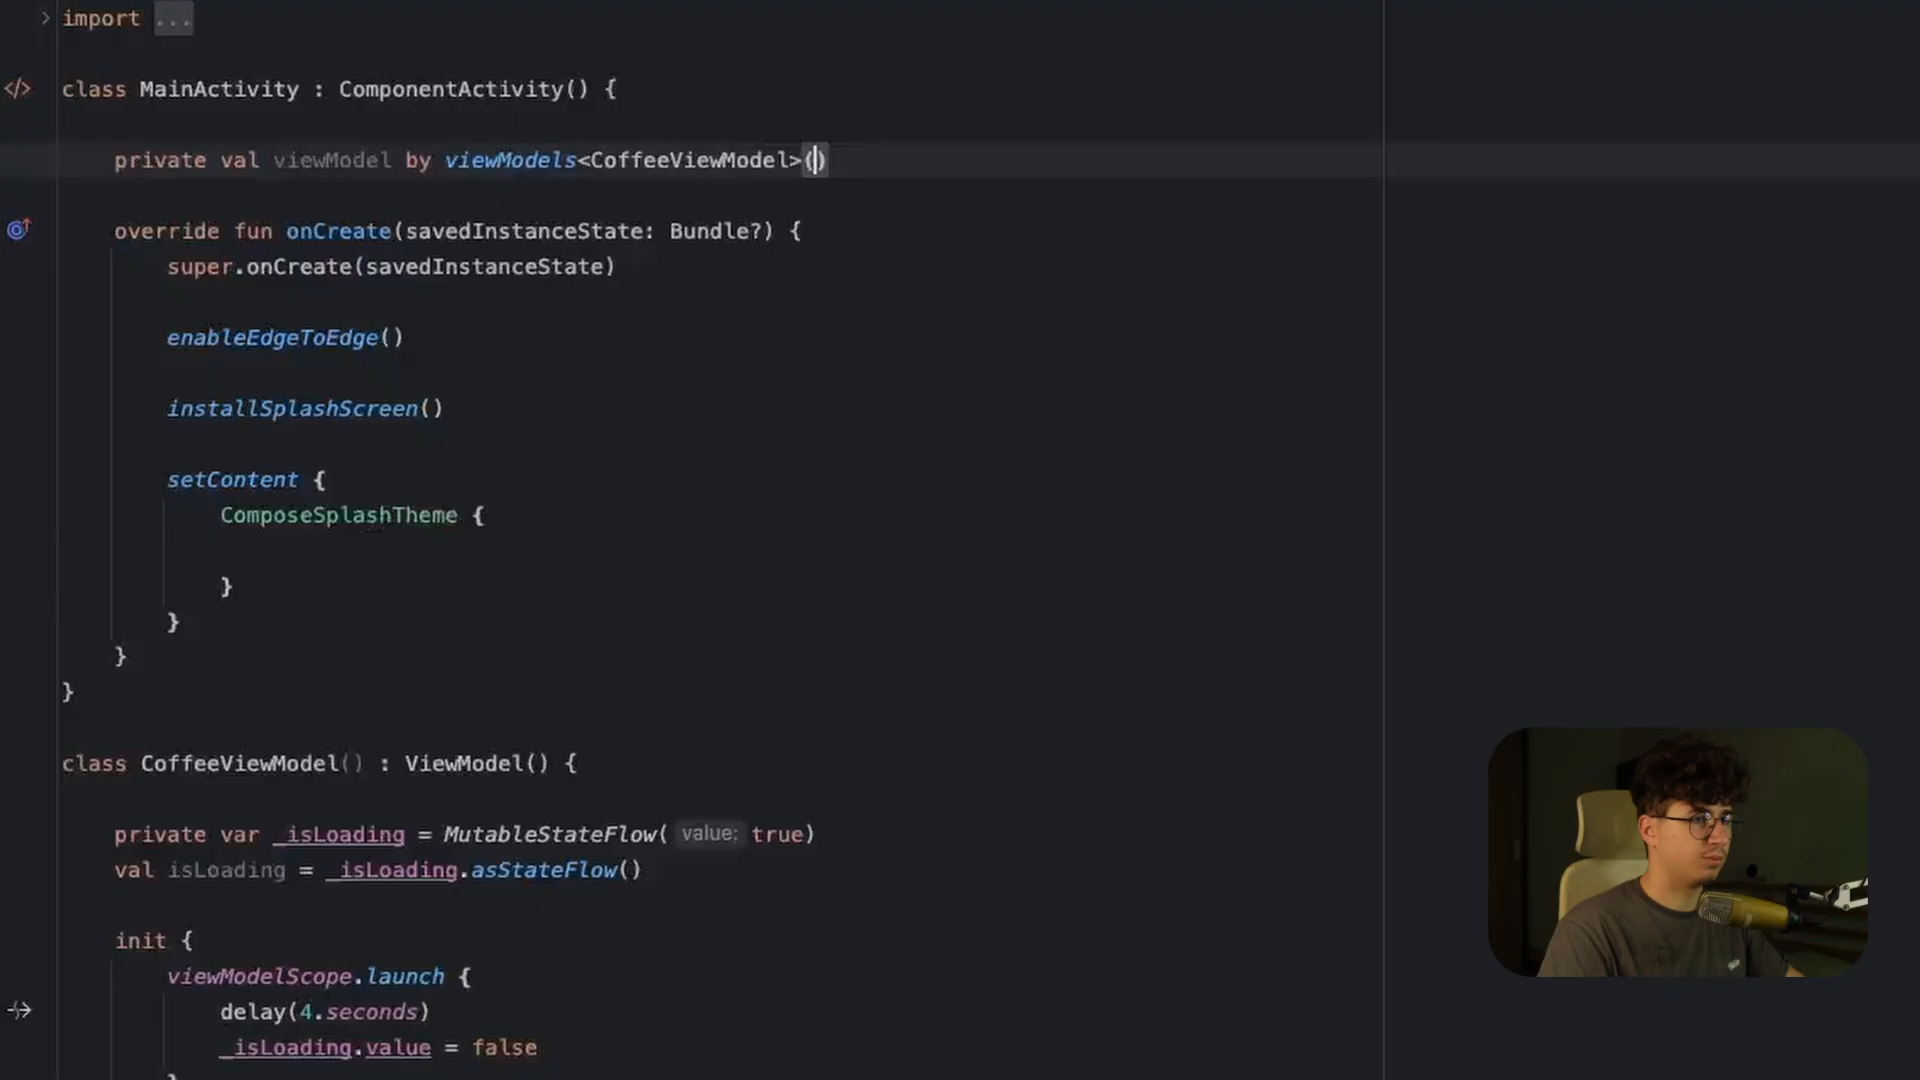 import ...
class MainActivity : ComponentActivity() {
private val viewModel by viewModels<CoffeeViewModel>()
override fun onCreate(savedInstanceState: Bundle?) {
super.onCreate(savedInstanceState)
enableEdgeToEdge()
installSplashScreen()
setContent {
ComposeSplashTheme {
}
}
}
}
class CoffeeViewModel() : ViewModel() {
private var _isLoading = MutableStateFlow( value: true)
val isLoading = _isLoading.asStateFlow()
init {
viewModelScope.launch {
delay(4.seconds)
_isLoading.value = false
}